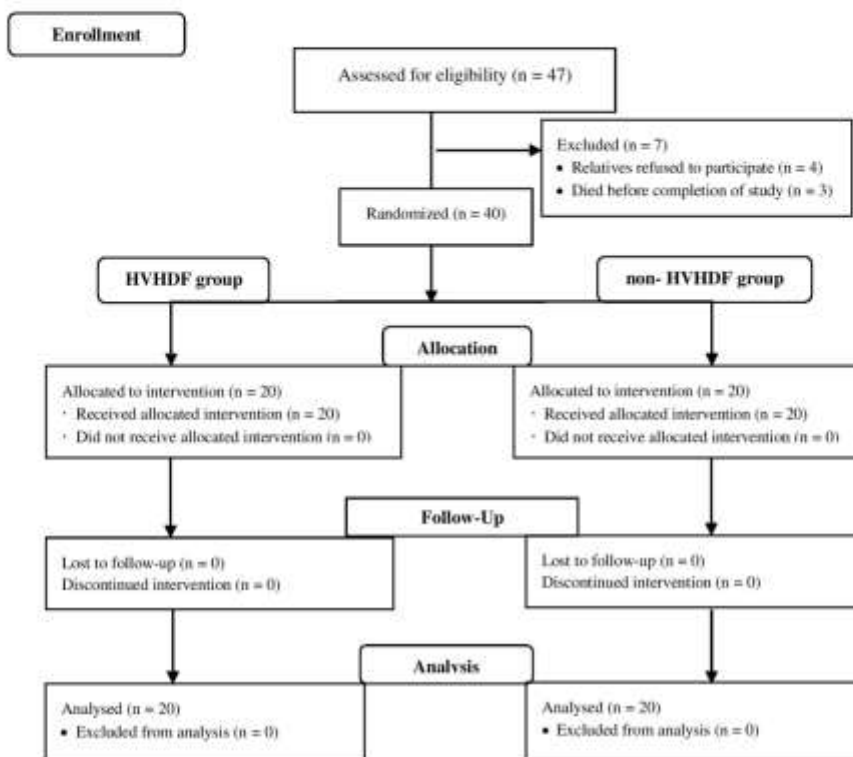 Enrollment
Assessed for eligibility (n = 47)
Excluded (n = 7)
• Relatives refused to participate (n = 4)
• Died before completion of study (n = 3)
Randomized (n = 40)
HVHDF group
non- HVHDF group
Allocation
Allocated to intervention (n = 20)
· Received allocated intervention (n = 20)
· Did not receive allocated intervention (n = 0)
Allocated to intervention (n = 20)
· Received allocated intervention (n = 20)
· Did not receive allocated intervention (n = 0)
Follow-Up
Lost to follow-up (n = 0)
Discontinued intervention (n = 0)
Lost to follow-up (n = 0)
Discontinued intervention (n = 0)
Analysis
Analysed (n = 20)
• Excluded from analysis (n = 0)
Analysed (n = 20)
• Excluded from analysis (n = 0)